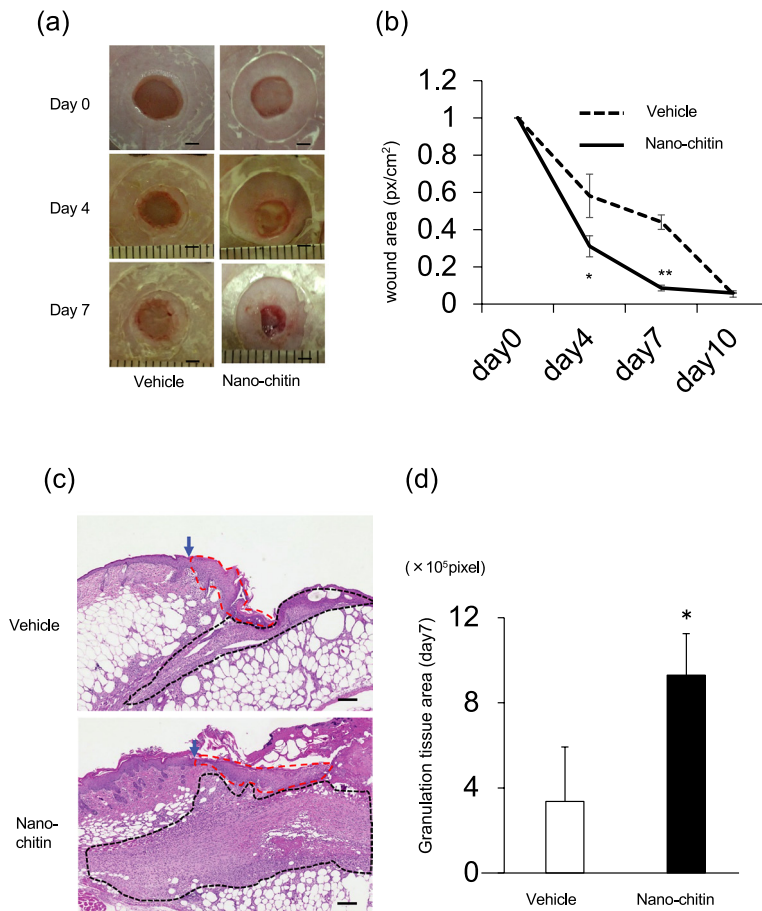 (a)
Day 0
Day 4
Day 7
Vehicle
Nano-chitin
(b)
wound area (px/cm²)
1.2
1
0.8
0.6
0.4
0.2
0
Vehicle
Nano-chitin
*
**
day0
day4
day7
day10
(c)
Vehicle
Nano-
chitin
(d)
(×10⁵pixel)
Granulation tissue area (day7)
12
8
4
0
*
Vehicle
Nano-chitin